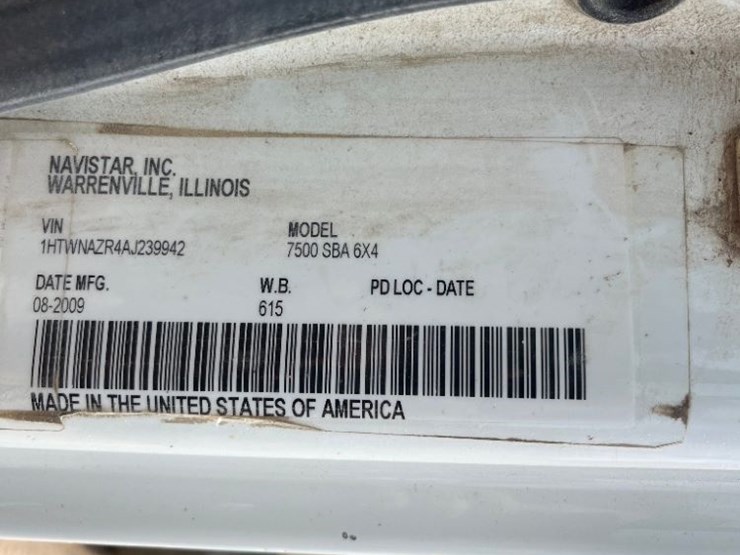 NAVISTAR, INC.
WARRENVILLE, ILLINOIS
VIN MODEL
1HTWNAZR4AJ239942 7500 SBA 6X4
DATE MFG. W.B. PD LOC - DATE
08-2009 615
MADE IN THE UNITED STATES OF AMERICA